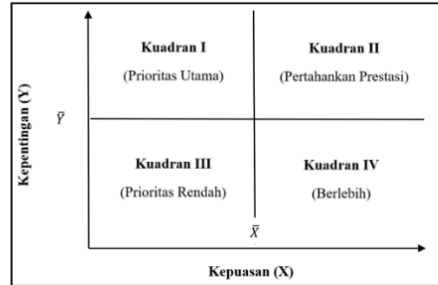 Kuadran I
(Prioritas Utama)
Kuadran II
(Pertahankan Prestasi)
Kepentingan (Y)
Y̅
Kuadran III
(Prioritas Rendah)
Kuadran IV
(Berlebih)
X̅
Kepuasan (X)